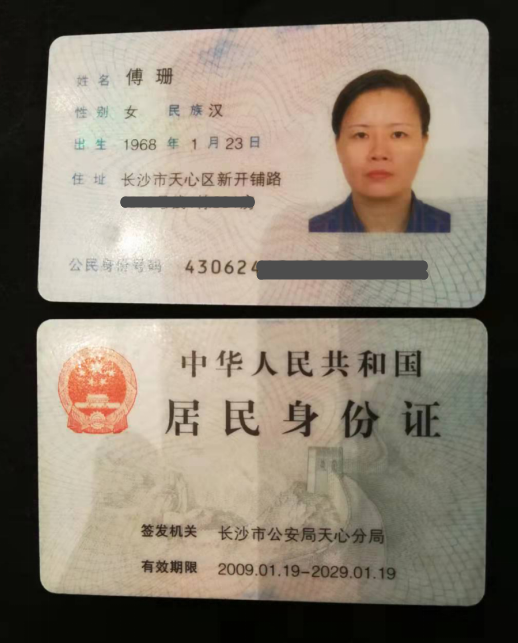 姓名 傅珊
性别 女 民族 汉
出生 1968 年 1 月 23 日
住址 长沙市天心区新开铺路
公民身份号码 430624
中华人民共和国
居民身份证
签发机关 长沙市公安局天心分局
有效期限 2009.01.19-2029.01.19